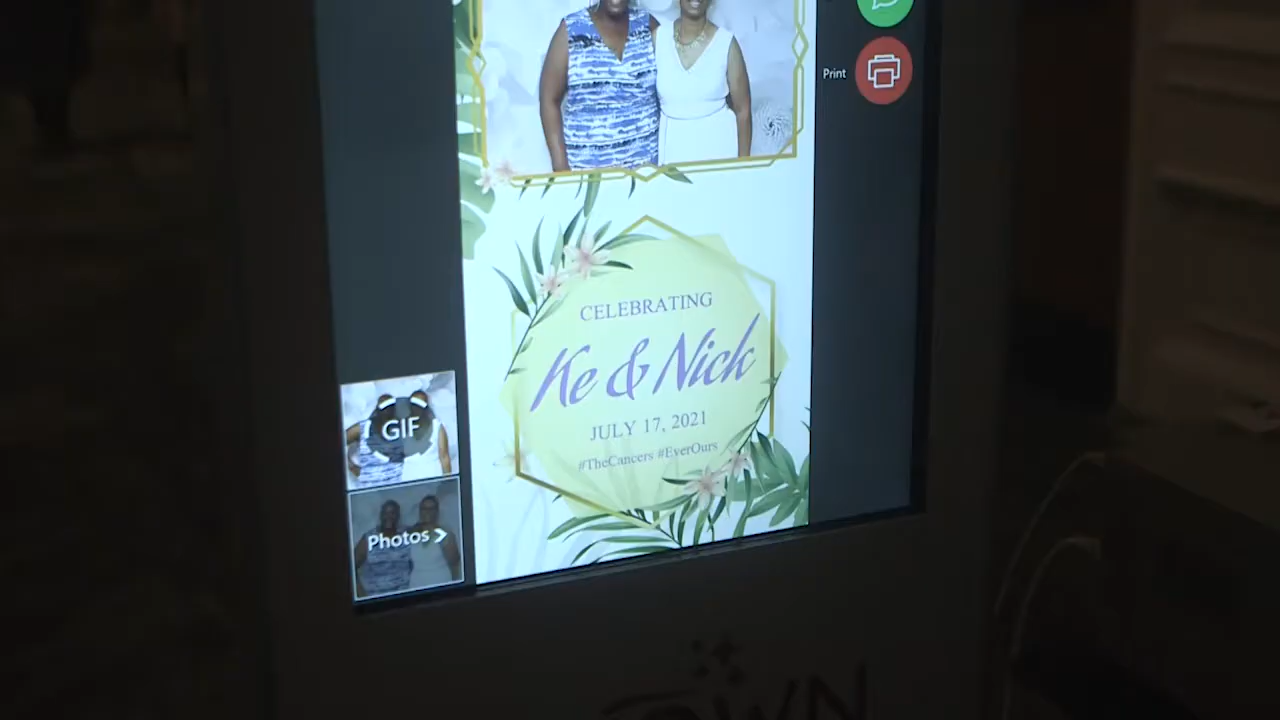 Print
CELEBRATING
Ke & Nick
JULY 17, 2021
#TheCancers #EverOurs
GIF
Photos >